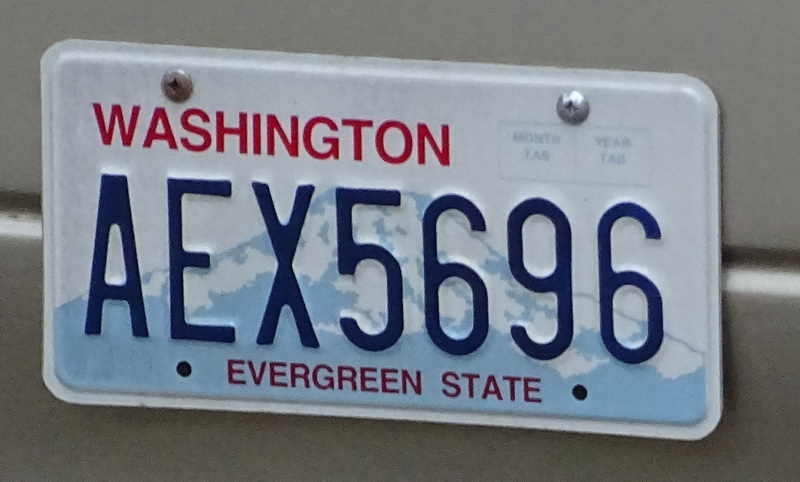 WASHINGTON
MONTH TAB
YEAR TAB
AEX5696
EVERGREEN STATE